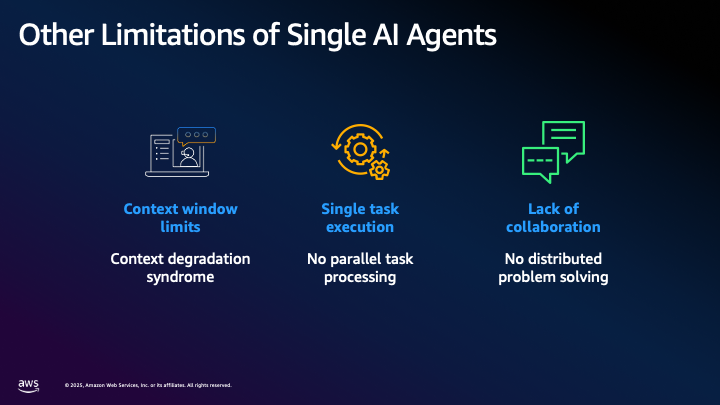 Other Limitations of Single AI Agents
Context window
limits
Context degradation
syndrome
Single task
execution
No parallel task
processing
Lack of
collaboration
No distributed
problem solving
aws
© 2025, Amazon Web Services, Inc. or its affiliates. All rights reserved.